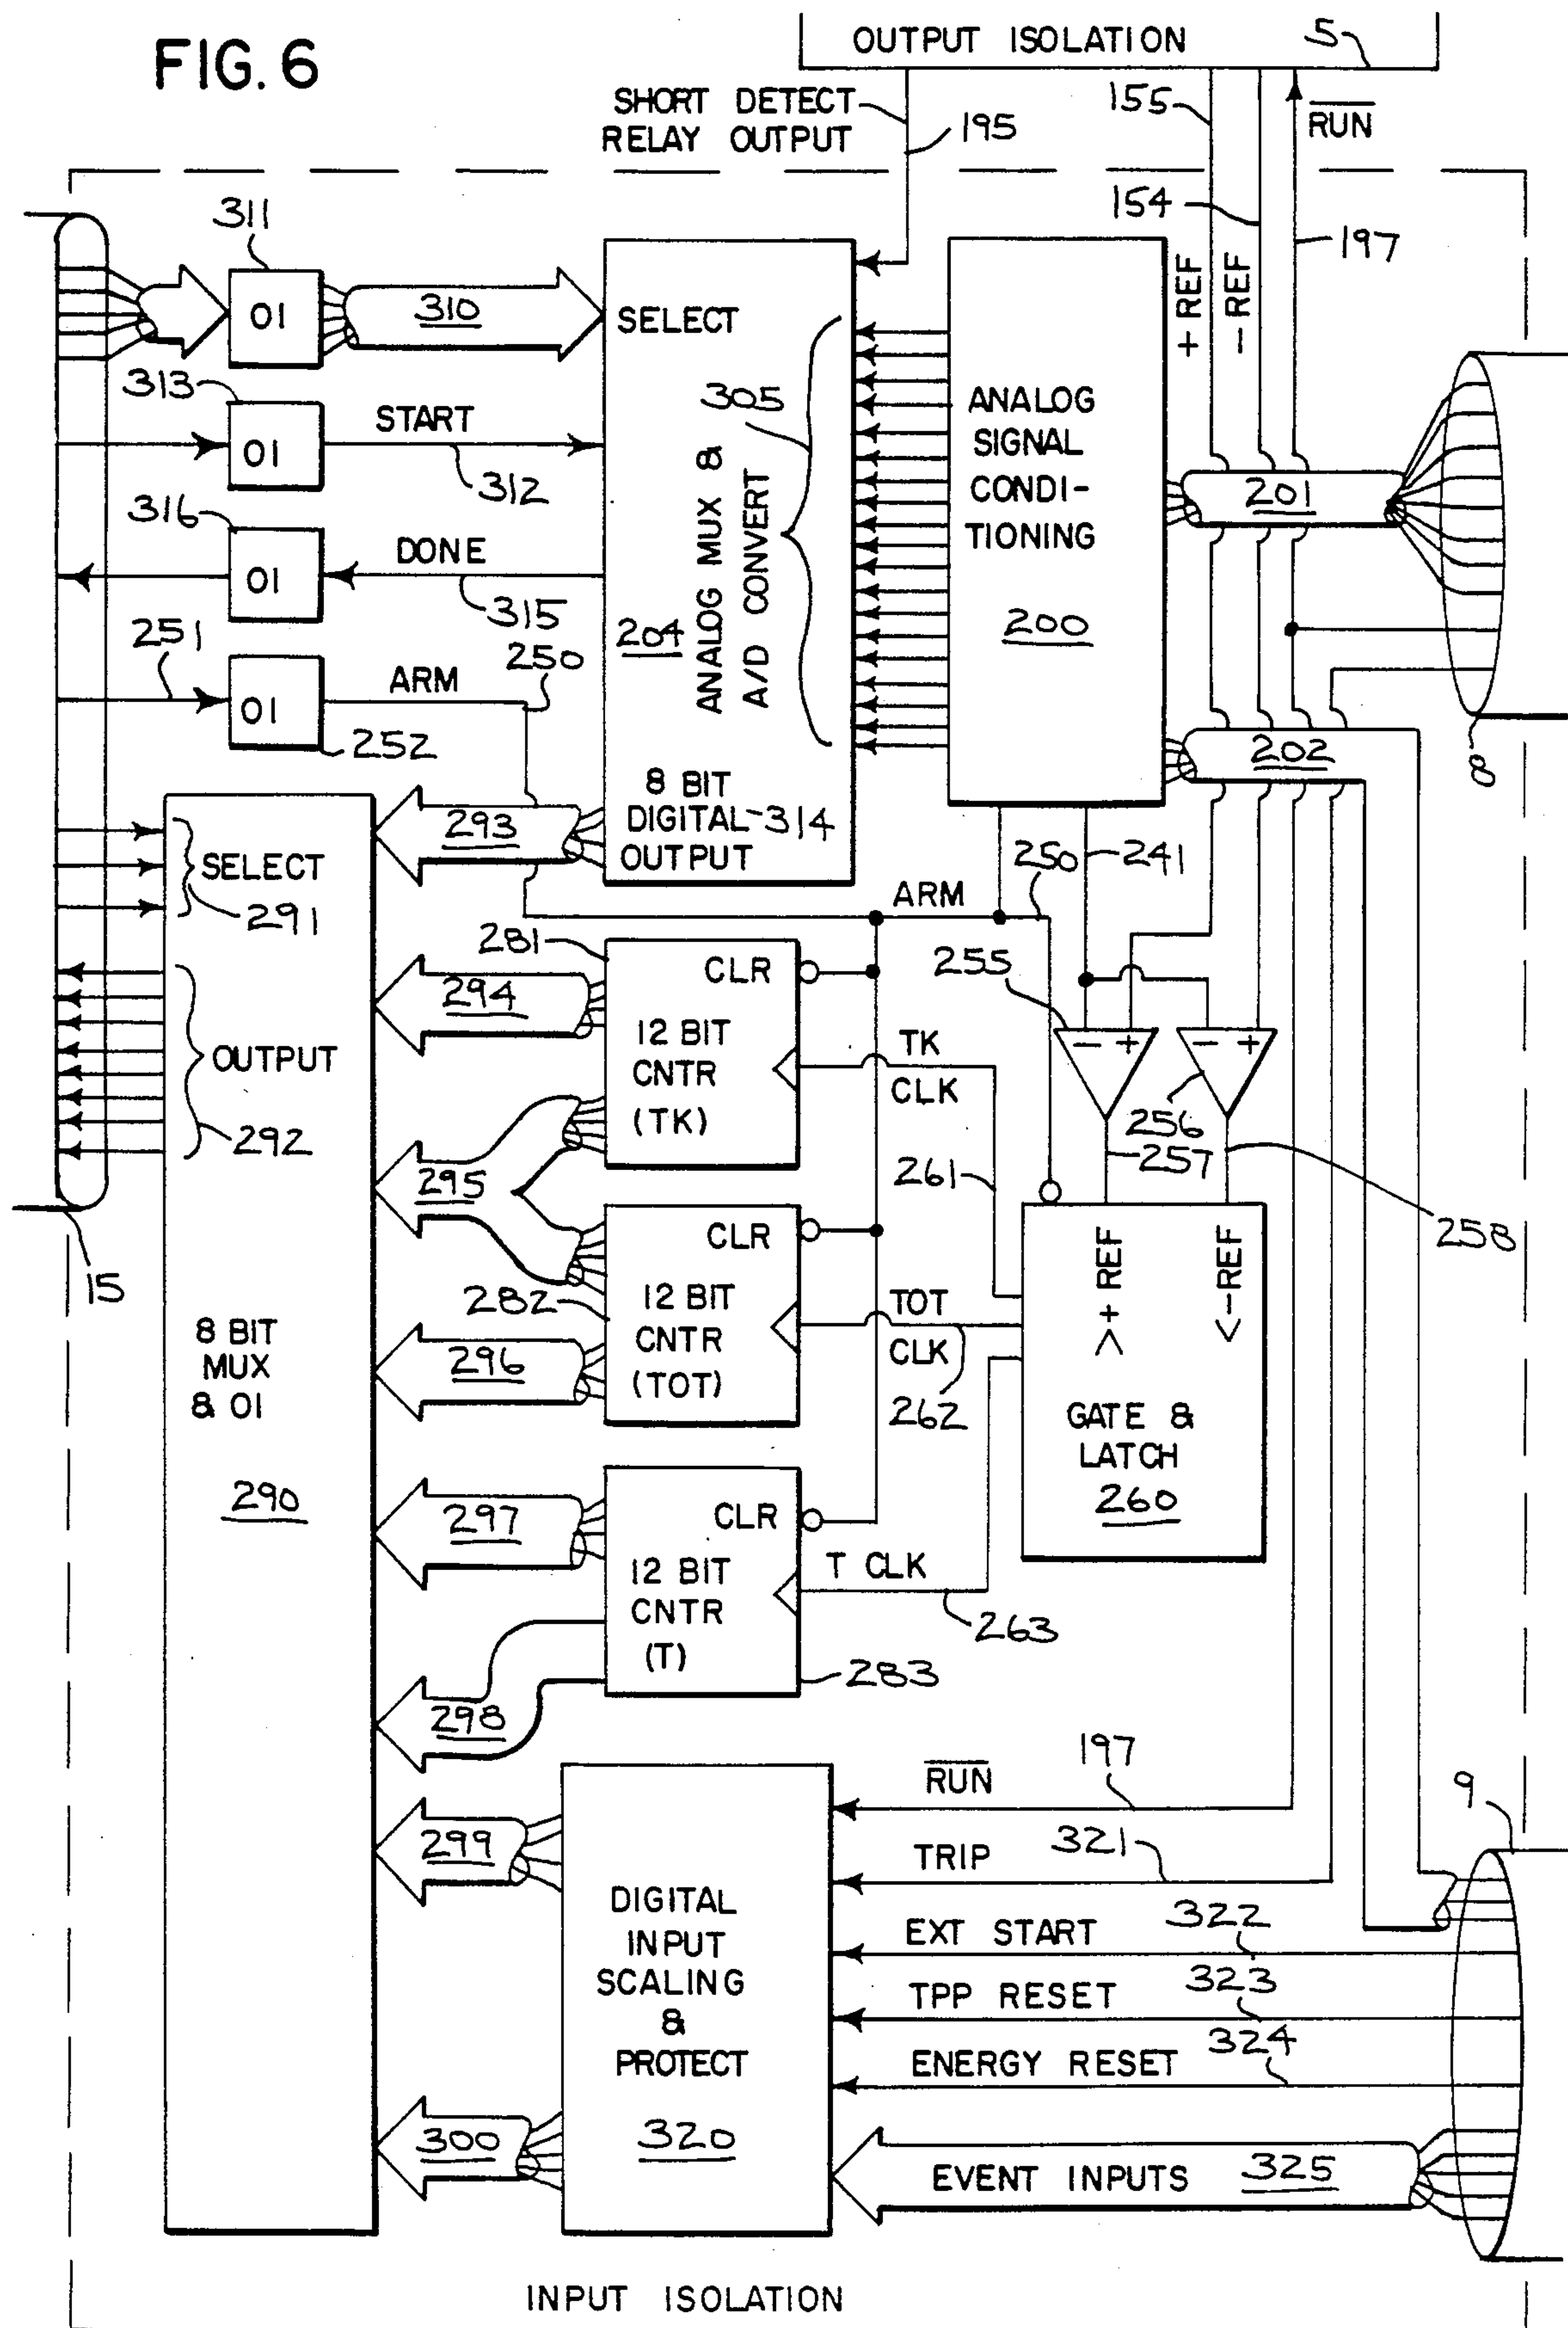 FIG. 6
OUTPUT ISOLATION
5
SHORT DETECT
RELAY OUTPUT
195
155
RUN
154
197
+ REF
- REF
311
OI
310
SELECT
313
OI
START
312
316
OI
DONE
315
251
OI
ARM
250
252
305
204
ANALOG MUX &
A/D CONVERT
8 BIT
DIGITAL
OUTPUT
314
ANALOG
SIGNAL
CONDI-
TIONING
200
201
202
8
293
SELECT
291
250
241
ARM
281
CLR
255
294
12 BIT
CNTR
(TK)
TK
CLK
- +
- +
OUTPUT
292
256
257
295
261
258
15
CLR
282
12 BIT
CNTR
(TOT)
TOT
CLK
262
> + REF
< - REF
8 BIT
MUX
& OI
290
296
GATE &
LATCH
260
297
CLR
12 BIT
CNTR
(T)
T CLK
263
283
298
RUN
197
9
299
TRIP
321
DIGITAL
INPUT
SCALING
&
PROTECT
320
EXT START
322
TPP RESET
323
ENERGY RESET
324
300
EVENT INPUTS
325
INPUT ISOLATION